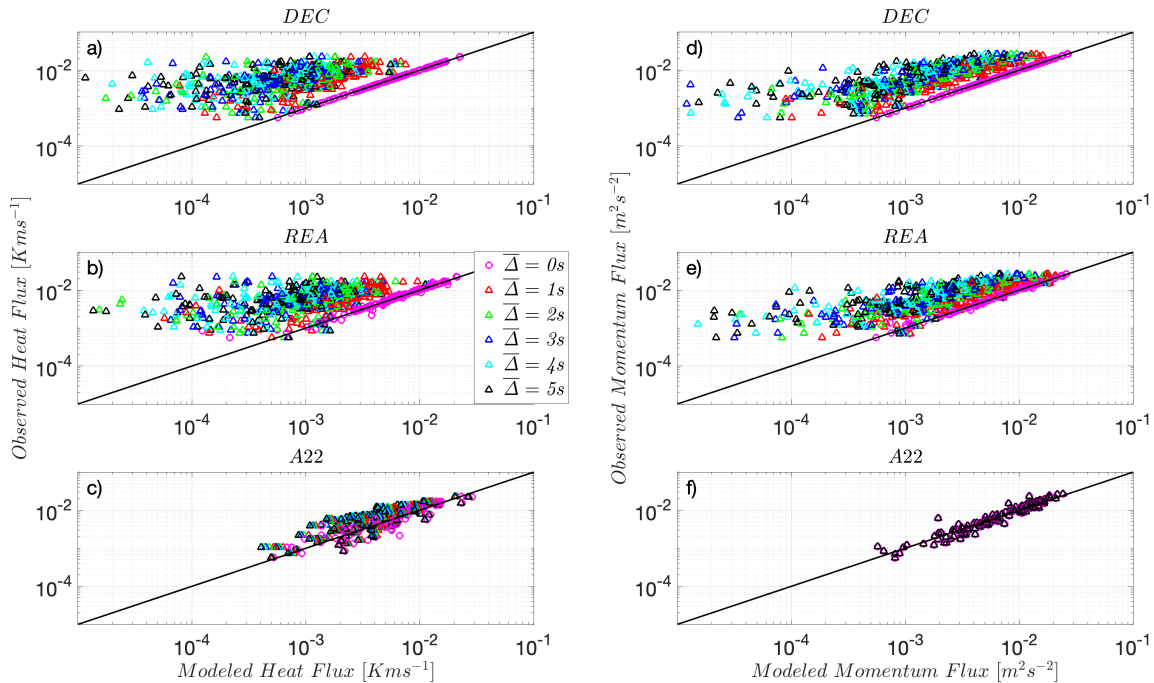 DEC
a)
10⁻²
10⁻⁴
10⁻⁴ 10⁻³ 10⁻² 10⁻¹
REA
b)
10⁻²
10⁻⁴
10⁻⁴ 10⁻³ 10⁻² 10⁻¹
Δ̅ = 0s
Δ̅ = 1s
Δ̅ = 2s
Δ̅ = 3s
Δ̅ = 4s
Δ̅ = 5s
A22
c)
10⁻²
10⁻⁴
10⁻⁴ 10⁻³ 10⁻² 10⁻¹
Observed Heat Flux [Kms⁻¹]
Modeled Heat Flux [Kms⁻¹]
DEC
d)
10⁻²
10⁻⁴
10⁻⁴ 10⁻³ 10⁻² 10⁻¹
REA
e)
10⁻²
10⁻⁴
10⁻⁴ 10⁻³ 10⁻² 10⁻¹
A22
f)
10⁻²
10⁻⁴
10⁻⁴ 10⁻³ 10⁻² 10⁻¹
Observed Momentum Flux [m²s⁻²]
Modeled Momentum Flux [m²s⁻²]